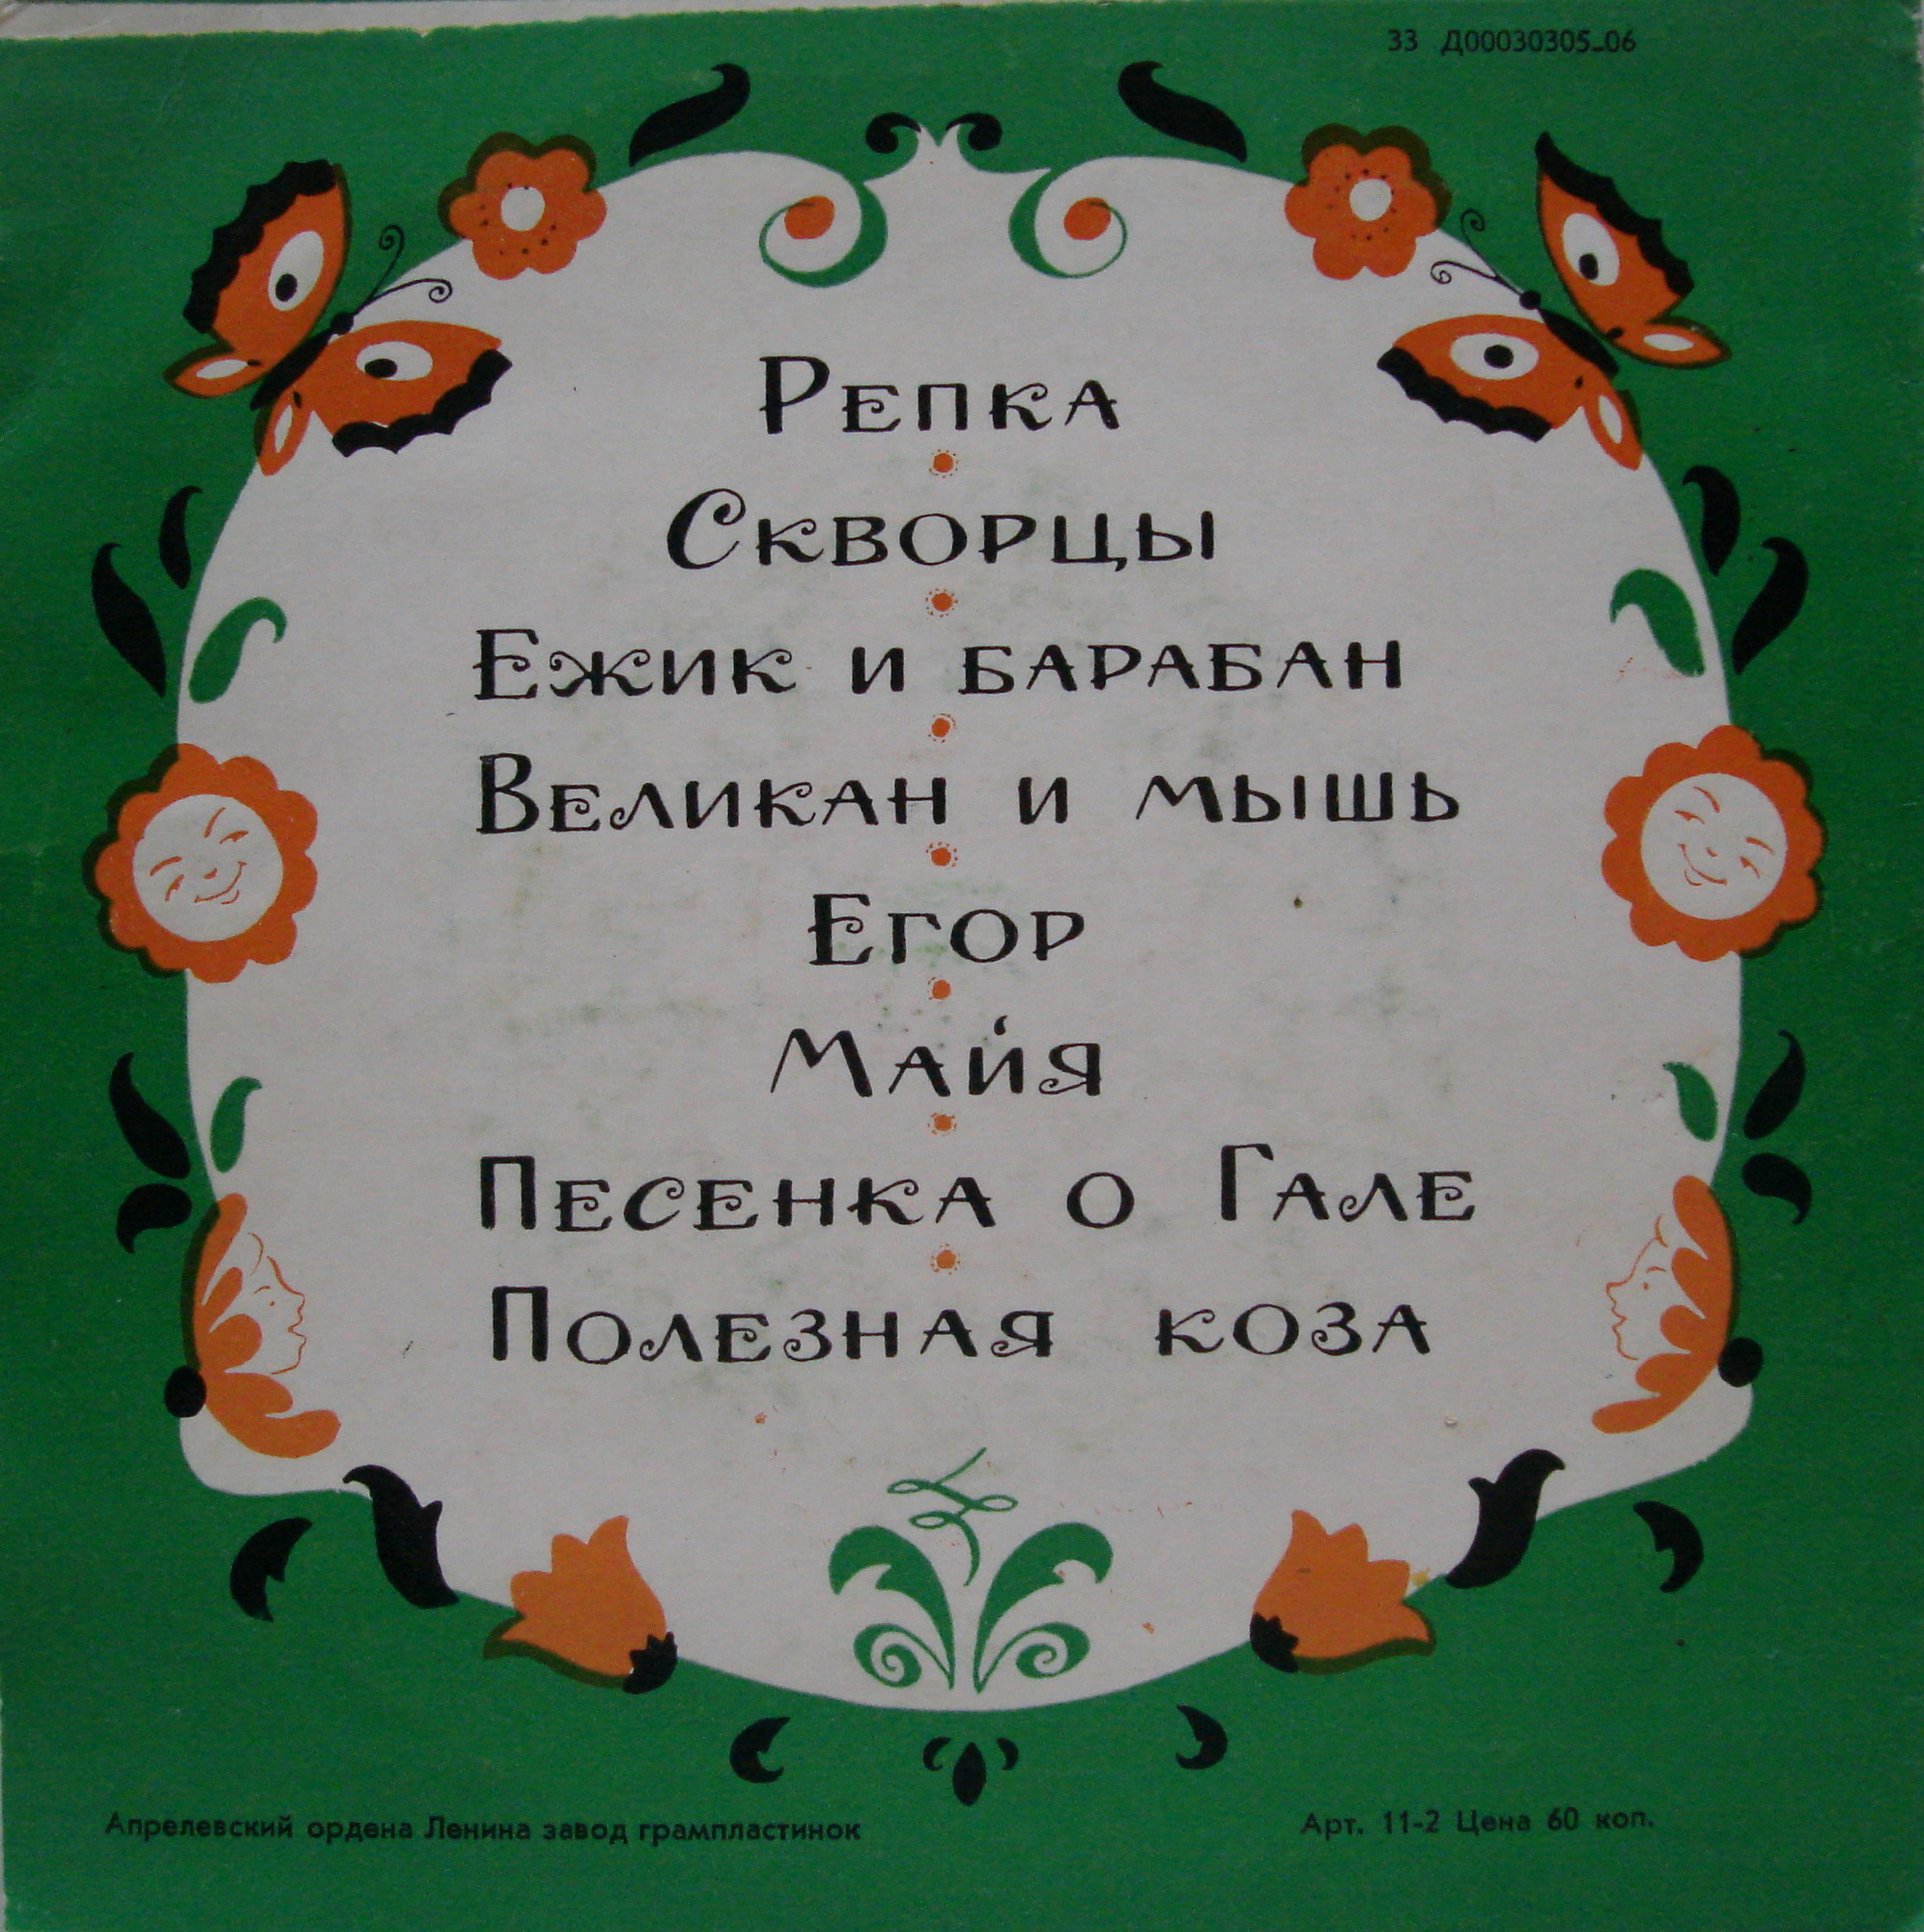 33 Д00030305-06
Репка
Скворцы
Ежик и барабан
Великан и мышь
Егор
Майя
Песенка о Гале
Полезная коза
Апрелевский ордена Ленина завод грампластинок
Арт. 11-2 Цена 60 коп.